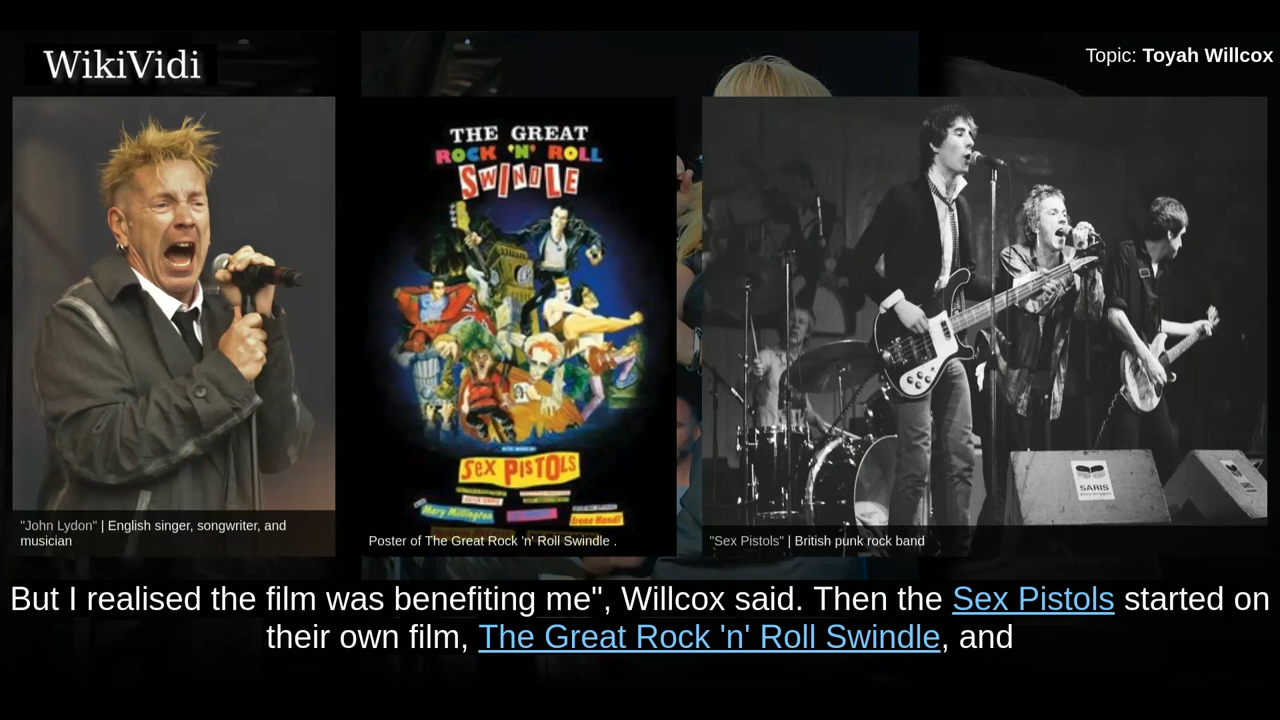 WikiVidi
Topic: Toyah Willcox
THE GREAT
ROCK 'N' ROLL
SWINDLE
SEX PISTOLS
Mary Millington
Irene Handl
SARIS
"John Lydon" | English singer, songwriter, and
musician
Poster of The Great Rock 'n' Roll Swindle .
"Sex Pistols" | British punk rock band
But I realised the film was benefiting me", Willcox said. Then the Sex Pistols started on
their own film, The Great Rock 'n' Roll Swindle, and